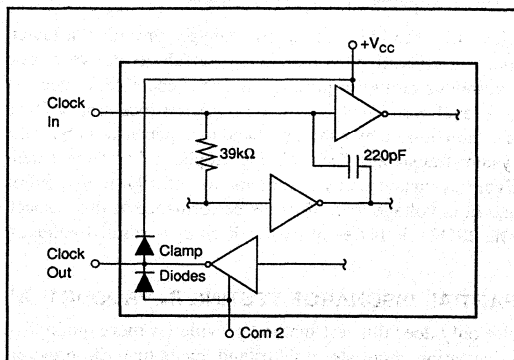 +VCC
Clock
In
39kΩ
220pF
Clock
Out
Clamp
Diodes
Com 2